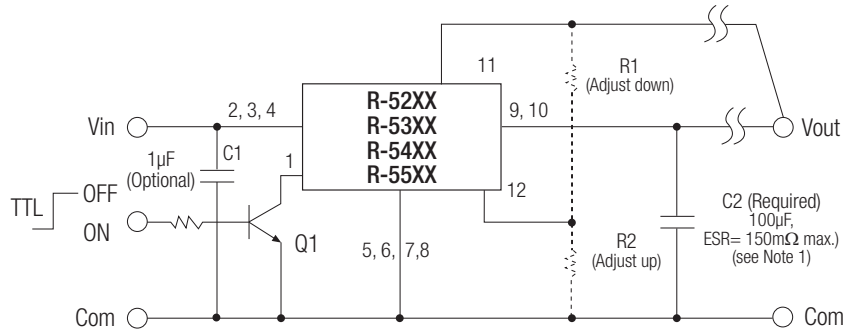 11
R1
(Adjust down)
R-52XX
R-53XX
R-54XX
R-55XX
2, 3, 4
9, 10
Vin
Vout
1µF
(Optional)
C1
1
12
TTL
OFF
ON
Q1
5, 6, 7,8
R2
(Adjust up)
C2 (Required)
100µF,
ESR= 150mΩ max.)
(see Note 1)
Com
Com